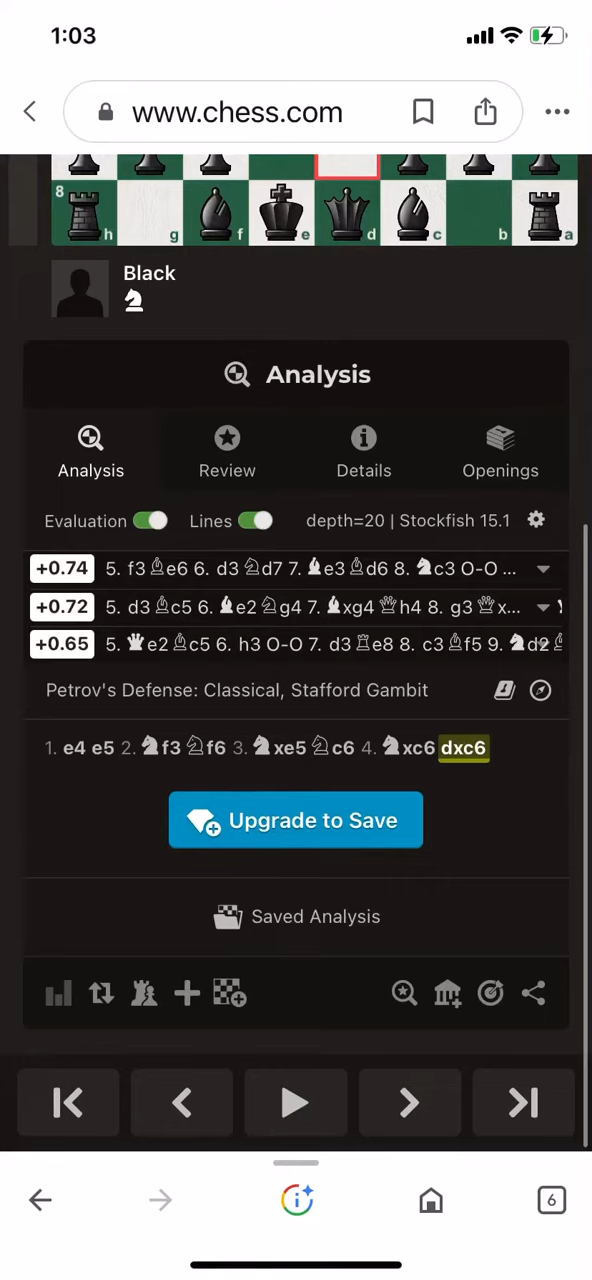 1:03
www.chess.com
8 h g f e d c b a
Black
Analysis
Analysis Review Details Openings
Evaluation Lines depth=20 | Stockfish 15.1
+0.74 5. f3 ♗e6 6. d3 ♘d7 7. ♝e3 ♗d6 8. ♞c3 O-O ...
+0.72 5. d3 ♗c5 6. ♝e2 ♘g4 7. ♝xg4 ♕h4 8. g3 ♕x...
+0.65 5. ♛e2 ♗c5 6. h3 O-O 7. d3 ♖e8 8. c3 ♗f5 9. ♞d2
Petrov's Defense: Classical, Stafford Gambit
1. e4 e5 2. ♞f3 ♘f6 3. ♞xe5 ♘c6 4. ♞xc6 dxc6
Upgrade to Save
Saved Analysis
6